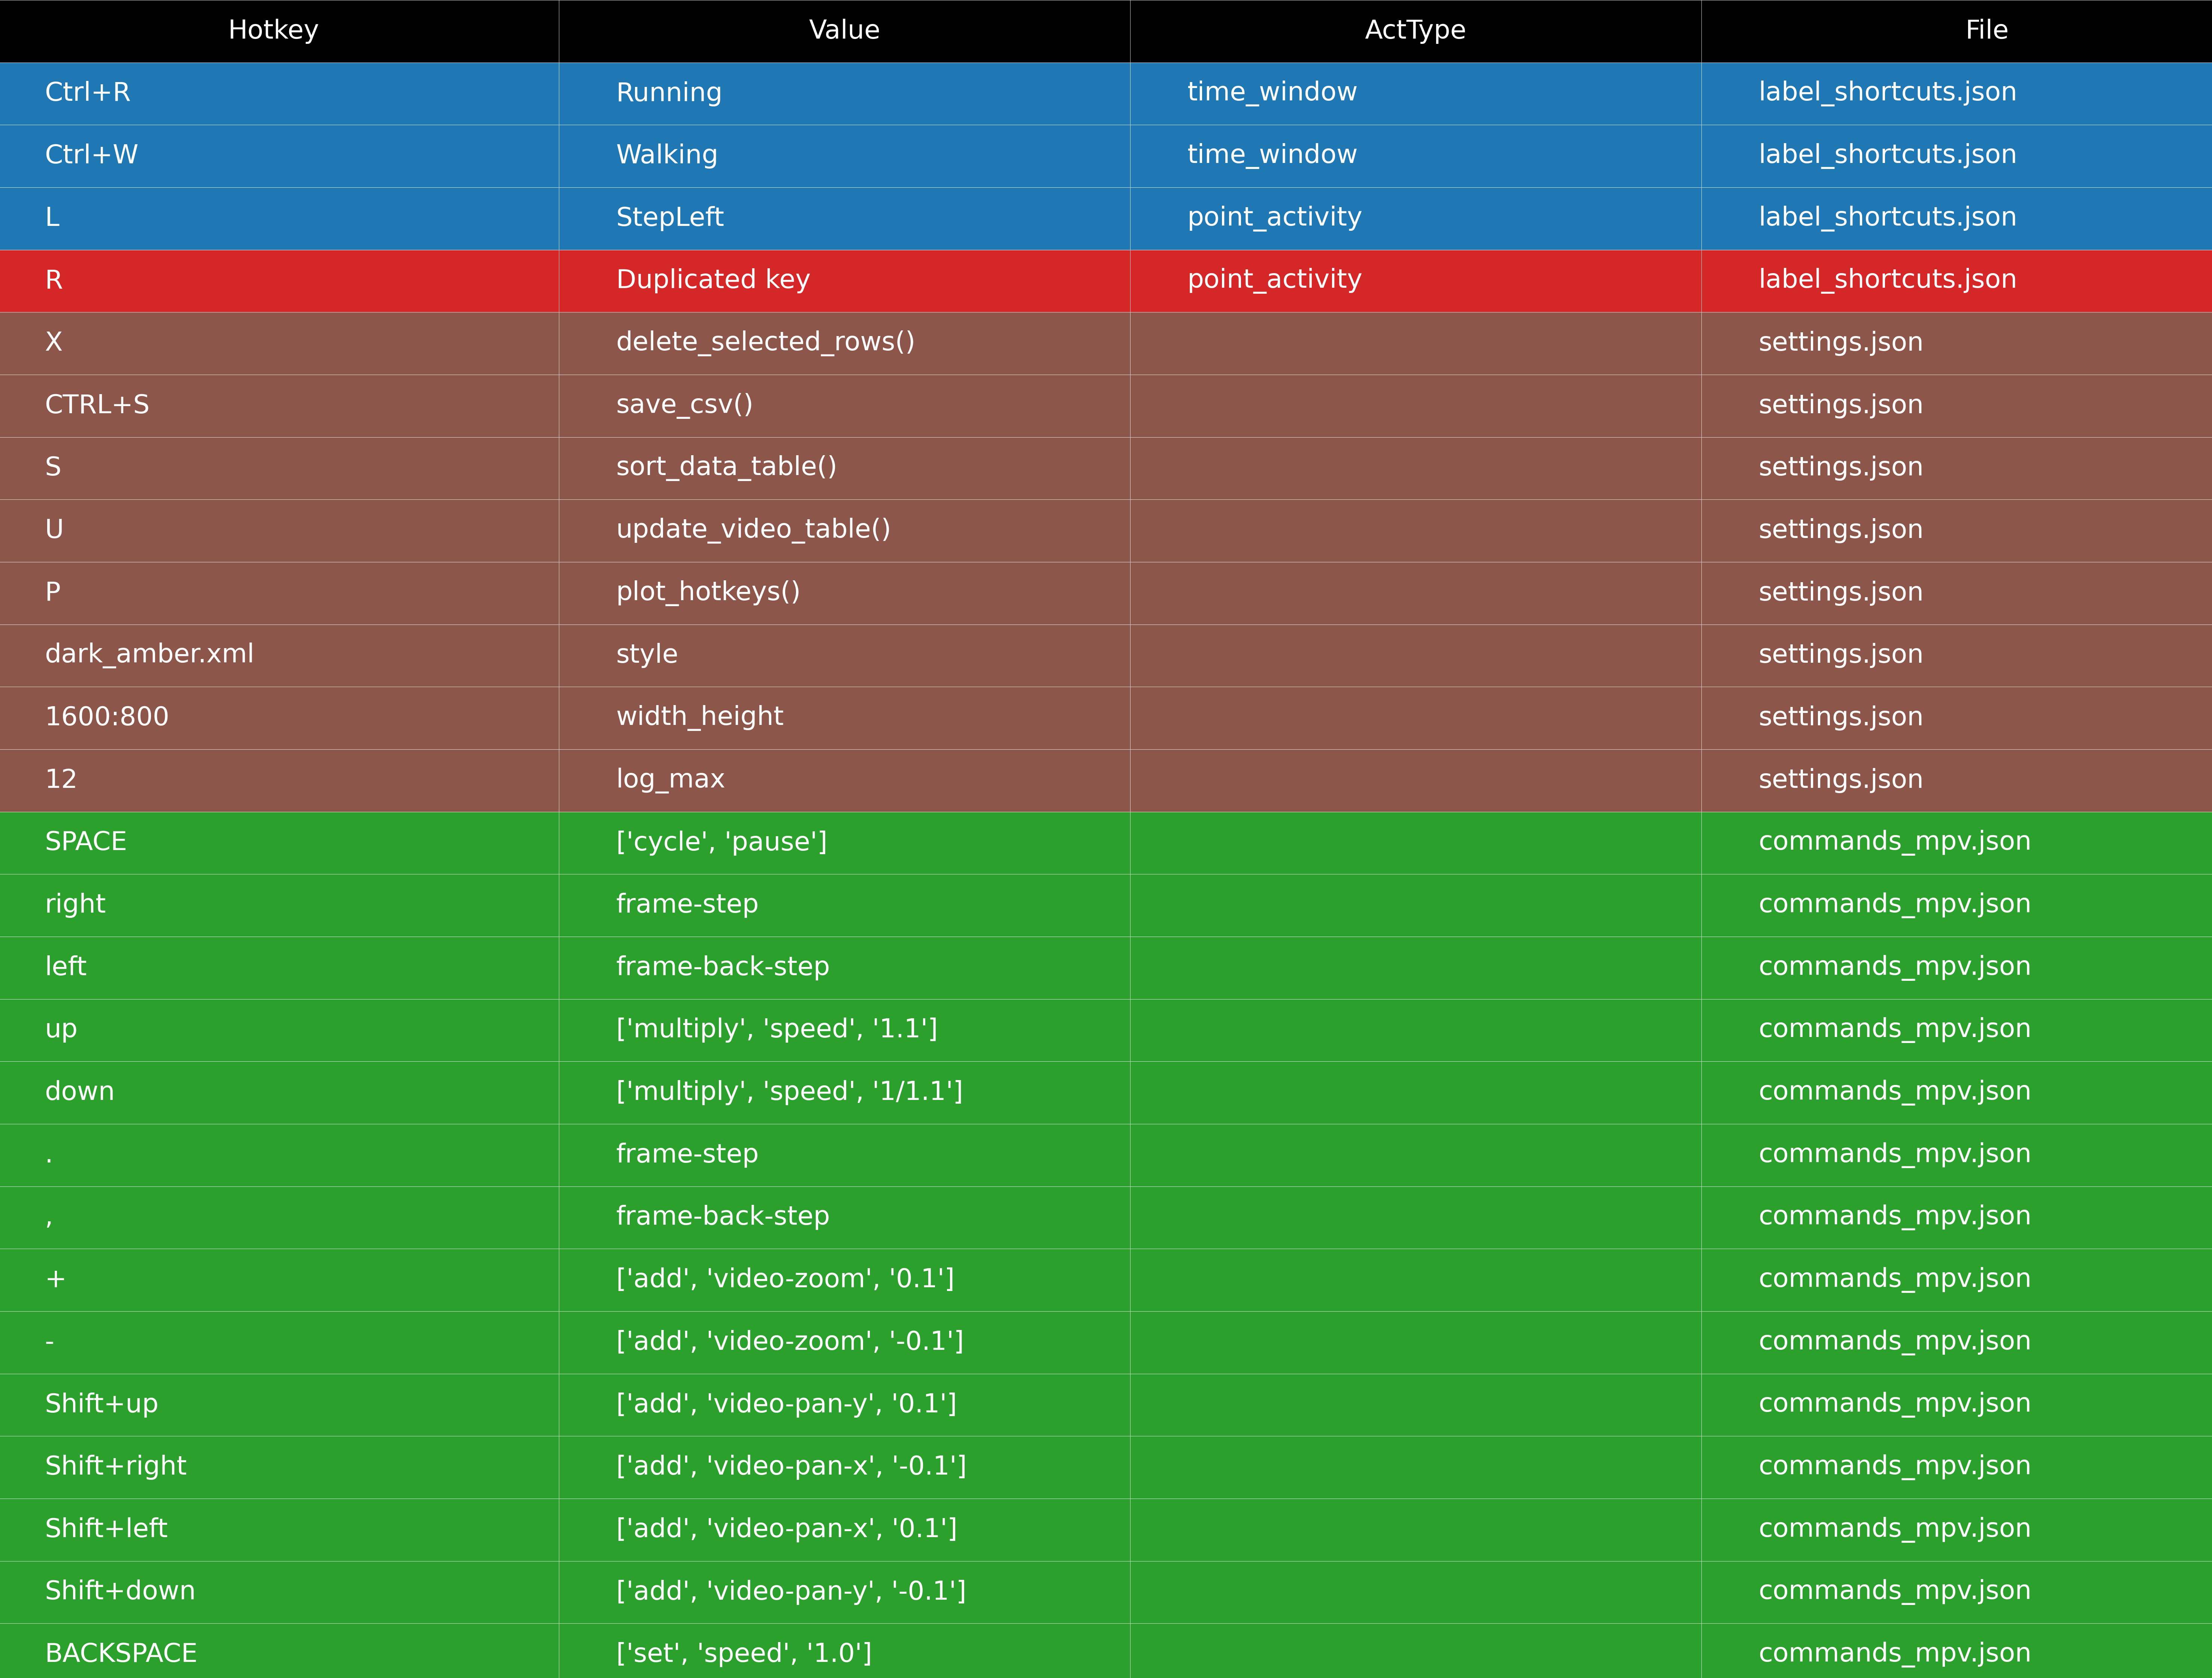 Hotkey Value ActType File
Ctrl+R Running time_window label_shortcuts.json
Ctrl+W Walking time_window label_shortcuts.json
L StepLeft point_activity label_shortcuts.json
R Duplicated key point_activity label_shortcuts.json
X delete_selected_rows() settings.json
CTRL+S save_csv() settings.json
S sort_data_table() settings.json
U update_video_table() settings.json
P plot_hotkeys() settings.json
dark_amber.xml style settings.json
1600:800 width_height settings.json
12 log_max settings.json
SPACE ['cycle', 'pause'] commands_mpv.json
right frame-step commands_mpv.json
left frame-back-step commands_mpv.json
up ['multiply', 'speed', '1.1'] commands_mpv.json
down ['multiply', 'speed', '1/1.1'] commands_mpv.json
. frame-step commands_mpv.json
, frame-back-step commands_mpv.json
+ ['add', 'video-zoom', '0.1'] commands_mpv.json
- ['add', 'video-zoom', '-0.1'] commands_mpv.json
Shift+up ['add', 'video-pan-y', '0.1'] commands_mpv.json
Shift+right ['add', 'video-pan-x', '-0.1'] commands_mpv.json
Shift+left ['add', 'video-pan-x', '0.1'] commands_mpv.json
Shift+down ['add', 'video-pan-y', '-0.1'] commands_mpv.json
BACKSPACE ['set', 'speed', '1.0'] commands_mpv.json